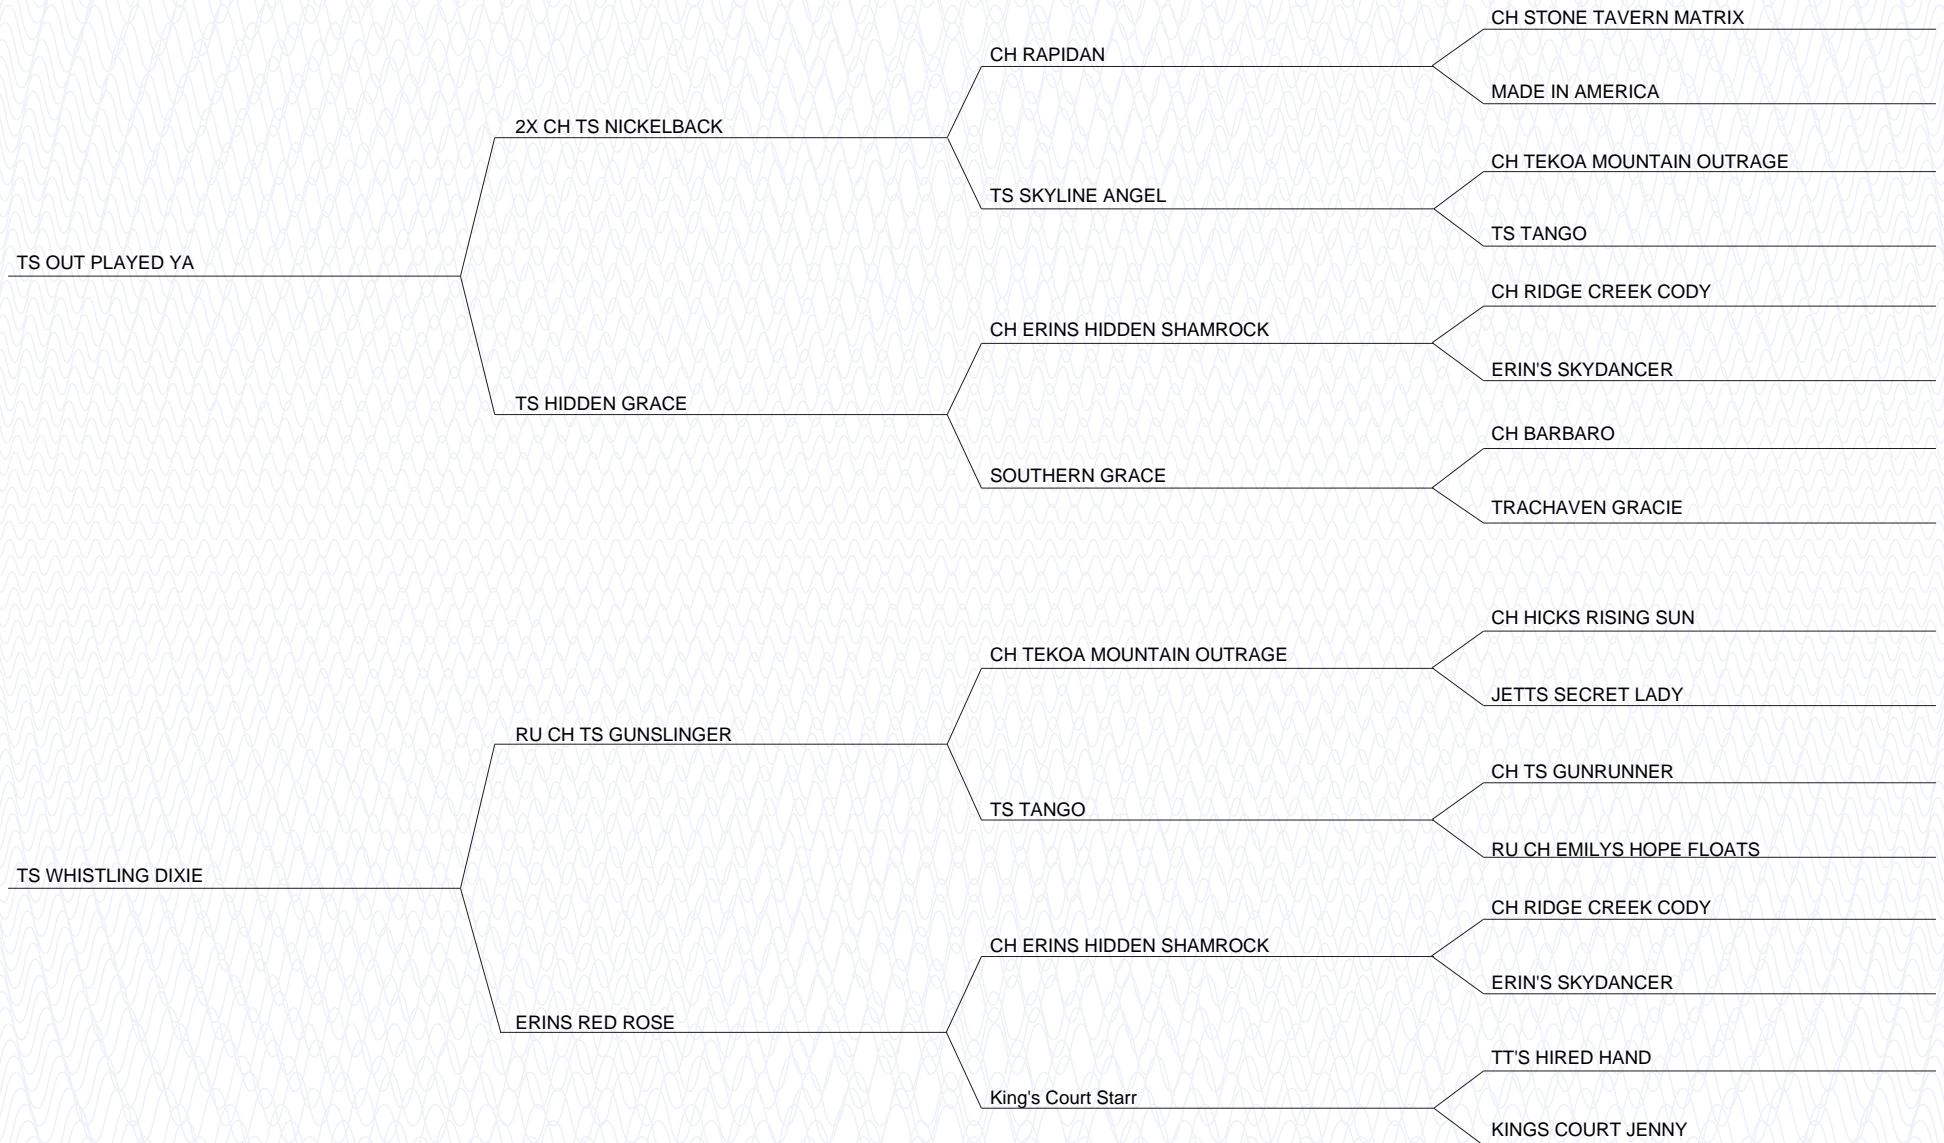 CH STONE TAVERN MATRIX
CH RAPIDAN
MADE IN AMERICA
2X CH TS NICKELBACK
CH TEKOA MOUNTAIN OUTRAGE
TS SKYLINE ANGEL
TS TANGO
TS OUT PLAYED YA
CH RIDGE CREEK CODY
CH ERINS HIDDEN SHAMROCK
ERIN'S SKYDANCER
TS HIDDEN GRACE
CH BARBARO
SOUTHERN GRACE
TRACHAVEN GRACIE
CH HICKS RISING SUN
CH TEKOA MOUNTAIN OUTRAGE
JETTS SECRET LADY
RU CH TS GUNSLINGER
CH TS GUNRUNNER
TS TANGO
RU CH EMILYS HOPE FLOATS
TS WHISTLING DIXIE
CH RIDGE CREEK CODY
CH ERINS HIDDEN SHAMROCK
ERIN'S SKYDANCER
ERINS RED ROSE
TT'S HIRED HAND
King's Court Starr
KINGS COURT JENNY